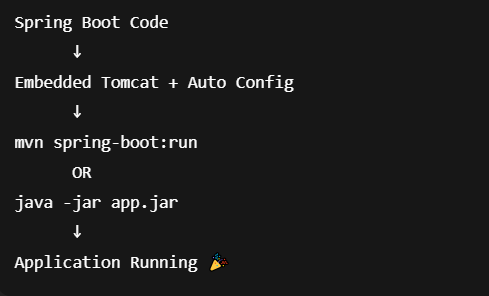 Spring Boot Code
↓
Embedded Tomcat + Auto Config
↓
mvn spring-boot:run
OR
java -jar app.jar
↓
Application Running 🎉